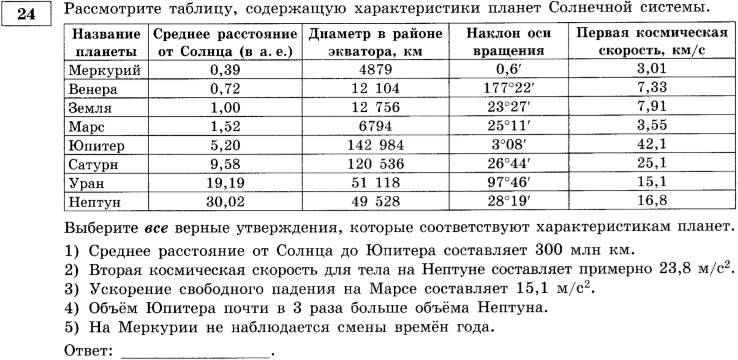 24
Рассмотрите таблицу, содержащую характеристики планет Солнечной системы.
Название планеты | Среднее расстояние от Солнца (в а. е.) | Диаметр в районе экватора, км | Наклон оси вращения | Первая космическая скорость, км/с
Меркурий | 0,39 | 4879 | 0,6′ | 3,01
Венера | 0,72 | 12 104 | 177°22′ | 7,33
Земля | 1,00 | 12 756 | 23°27′ | 7,91
Марс | 1,52 | 6794 | 25°11′ | 3,55
Юпитер | 5,20 | 142 984 | 3°08′ | 42,1
Сатурн | 9,58 | 120 536 | 26°44′ | 25,1
Уран | 19,19 | 51 118 | 97°46′ | 15,1
Нептун | 30,02 | 49 528 | 28°19′ | 16,8
Выберите все верные утверждения, которые соответствуют характеристикам планет.
1) Среднее расстояние от Солнца до Юпитера составляет 300 млн км.
2) Вторая космическая скорость для тела на Нептуне составляет примерно 23,8 м/с².
3) Ускорение свободного падения на Марсе составляет 15,1 м/с².
4) Объём Юпитера почти в 3 раза больше объёма Нептуна.
5) На Меркурии не наблюдается смены времён года.
Ответ: ____________________.